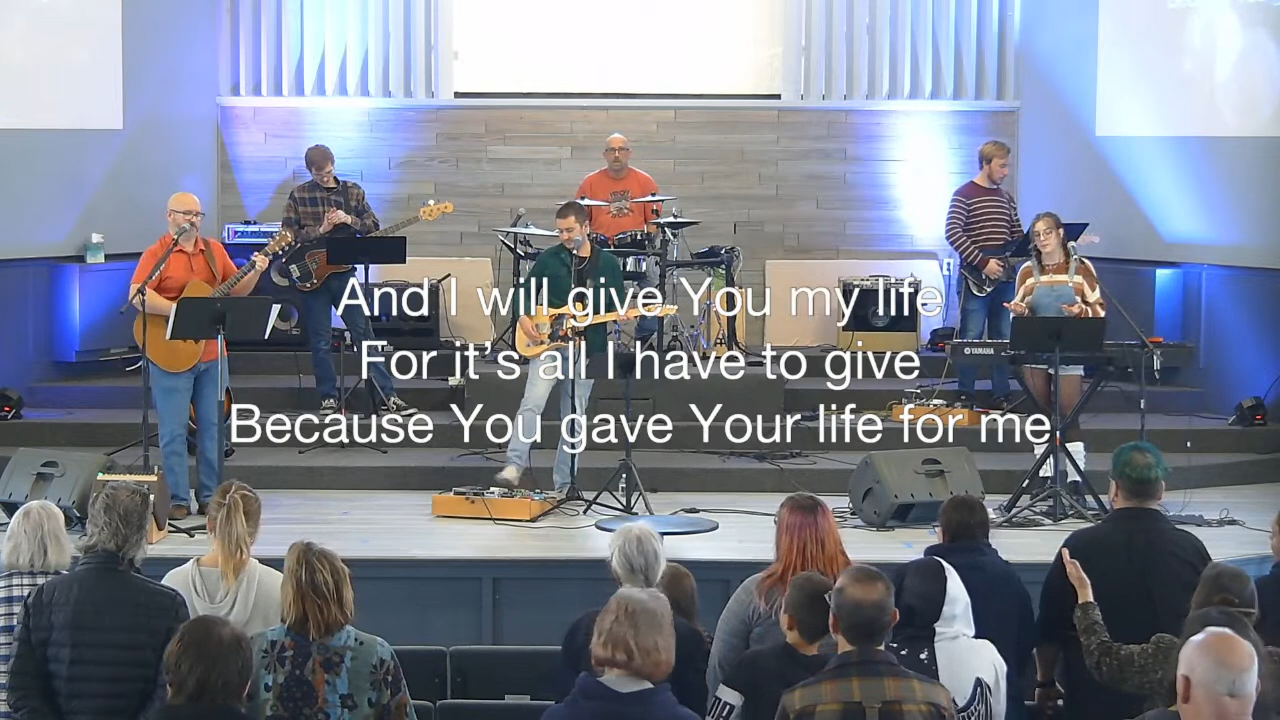 And I will give You my life
For it’s all I have to give
Because You gave Your life for me
YAMAHA